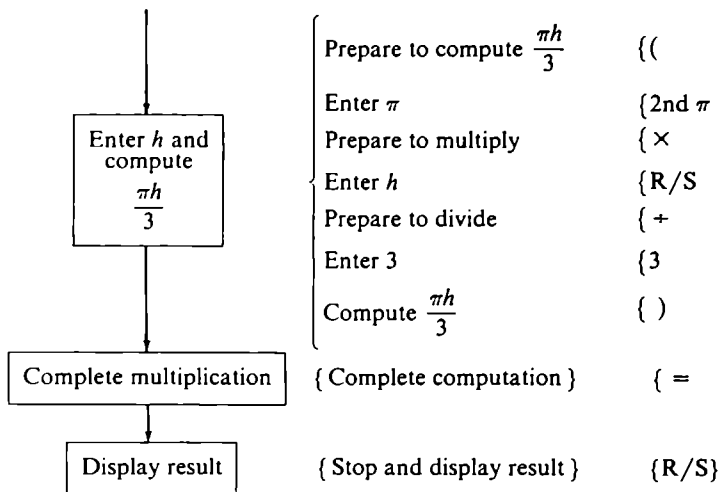 Prepare to compute πh/3 {(
Enter π {2nd π
Enter h and
compute
πh/3
Prepare to multiply {×
Enter h {R/S
Prepare to divide {÷
Enter 3 {3
Compute πh/3 { )
Complete multiplication { Complete computation } { =
Display result { Stop and display result } {R/S}